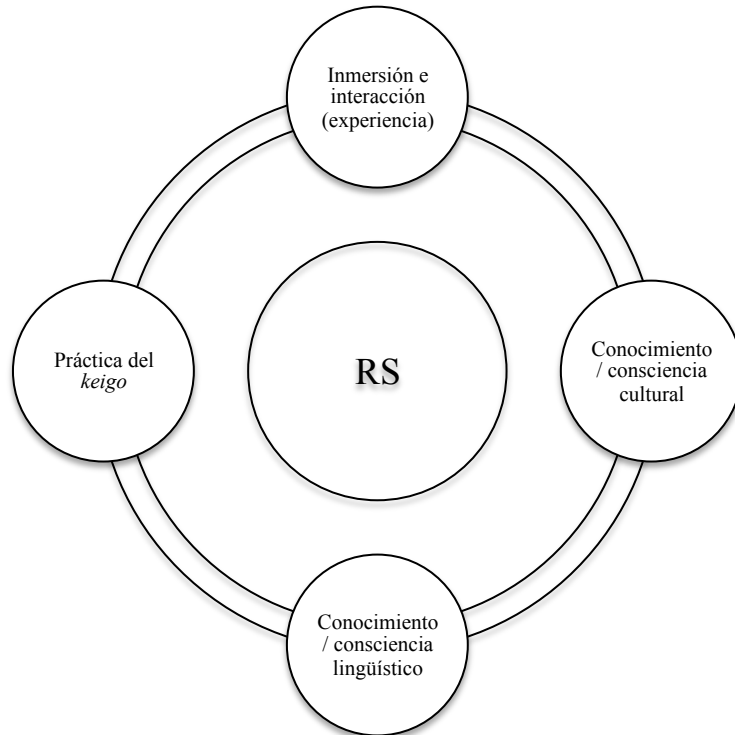 Inmersión e
interacción
(experiencia)
Práctica del
keigo
RS
Conocimiento
/ consciencia
cultural
Conocimiento
/ consciencia
lingüístico